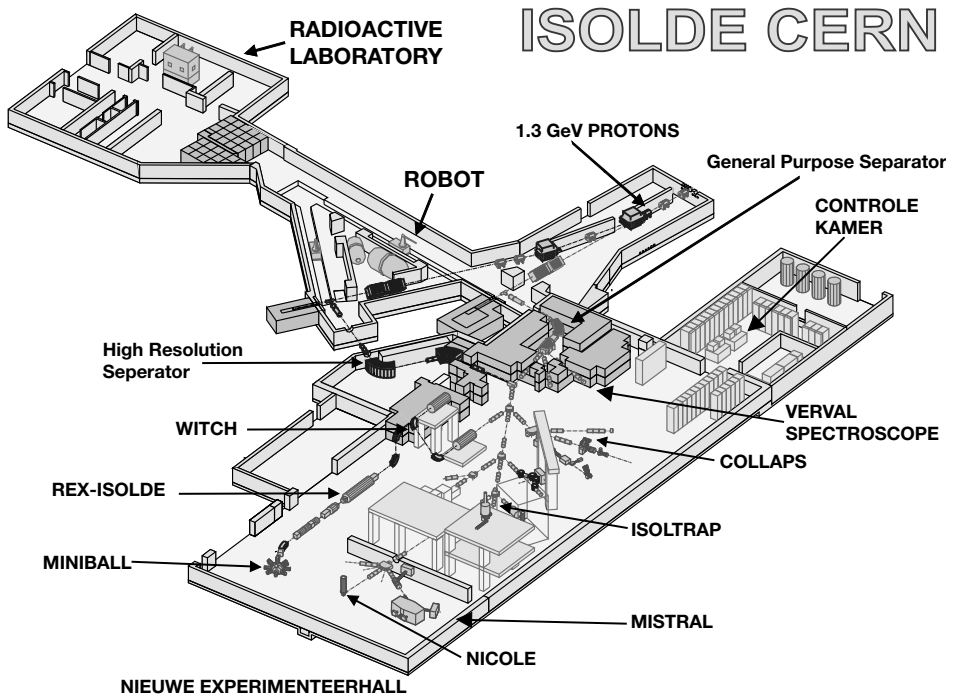 ISOLDE CERN
RADIOACTIVE
LABORATORY
1.3 GeV PROTONS
General Purpose Separator
ROBOT
CONTROLE
KAMER
High Resolution
Seperator
WITCH
VERVAL
SPECTROSCOPE
COLLAPS
REX-ISOLDE
ISOLTRAP
MINIBALL
MISTRAL
NICOLE
NIEUWE EXPERIMENTEERHALL